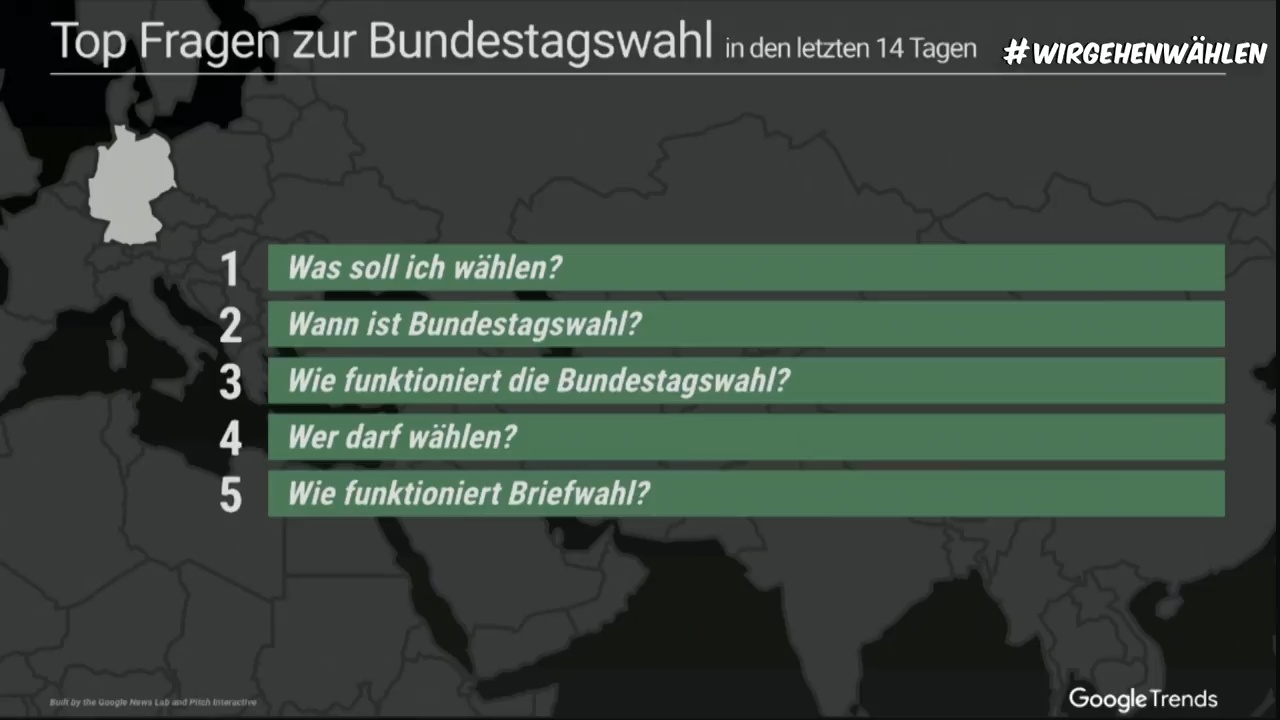 Top Fragen zur Bundestagswahl in den letzten 14 Tagen #WIRGEHENWÄHLEN
1 Was soll ich wählen?
2 Wann ist Bundestagswahl?
3 Wie funktioniert die Bundestagswahl?
4 Wer darf wählen?
5 Wie funktioniert Briefwahl?
Built by the Google News Lab and Pitch Interactive
Google Trends